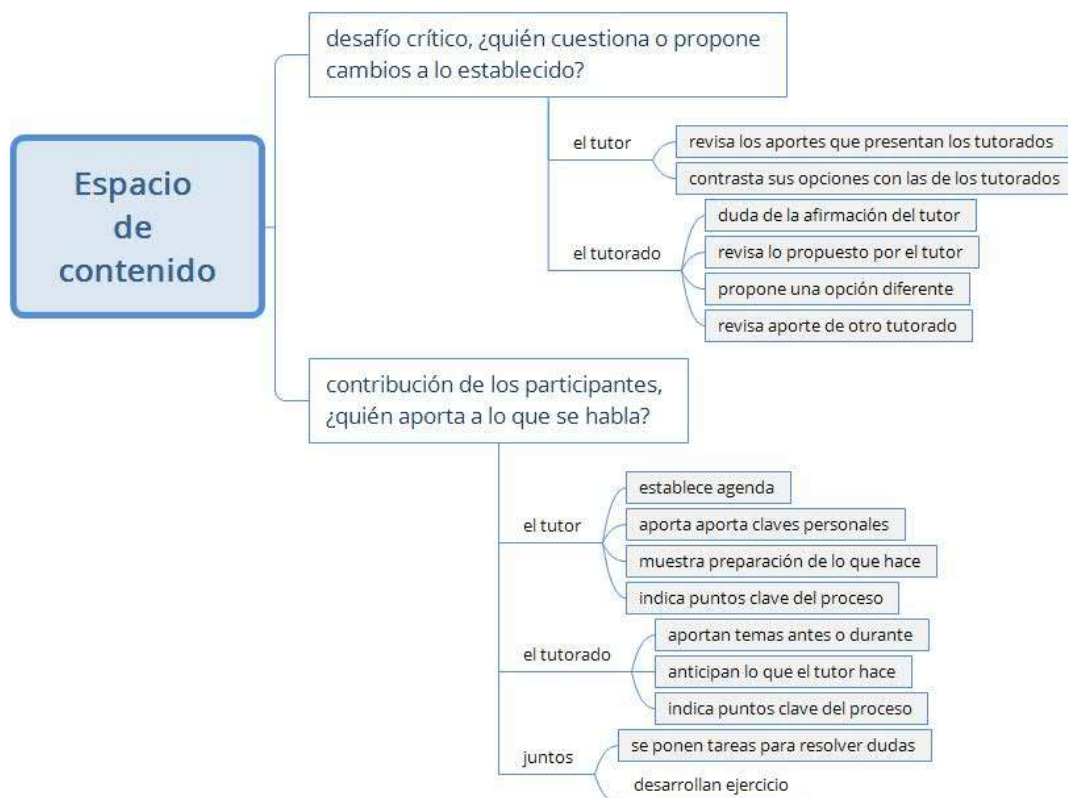 Espacio
de
contenido
desafío crítico, ¿quién cuestiona o propone
cambios a lo establecido?
el tutor
revisa los aportes que presentan los tutorados
contrasta sus opciones con las de los tutorados
el tutorado
duda de la afirmación del tutor
revisa lo propuesto por el tutor
propone una opción diferente
revisa aporte de otro tutorado
contribución de los participantes,
¿quién aporta a lo que se habla?
el tutor
establece agenda
aporta aporta claves personales
muestra preparación de lo que hace
indica puntos clave del proceso
el tutorado
aportan temas antes o durante
anticipan lo que el tutor hace
indica puntos clave del proceso
juntos
se ponen tareas para resolver dudas
desarrollan ejercicio